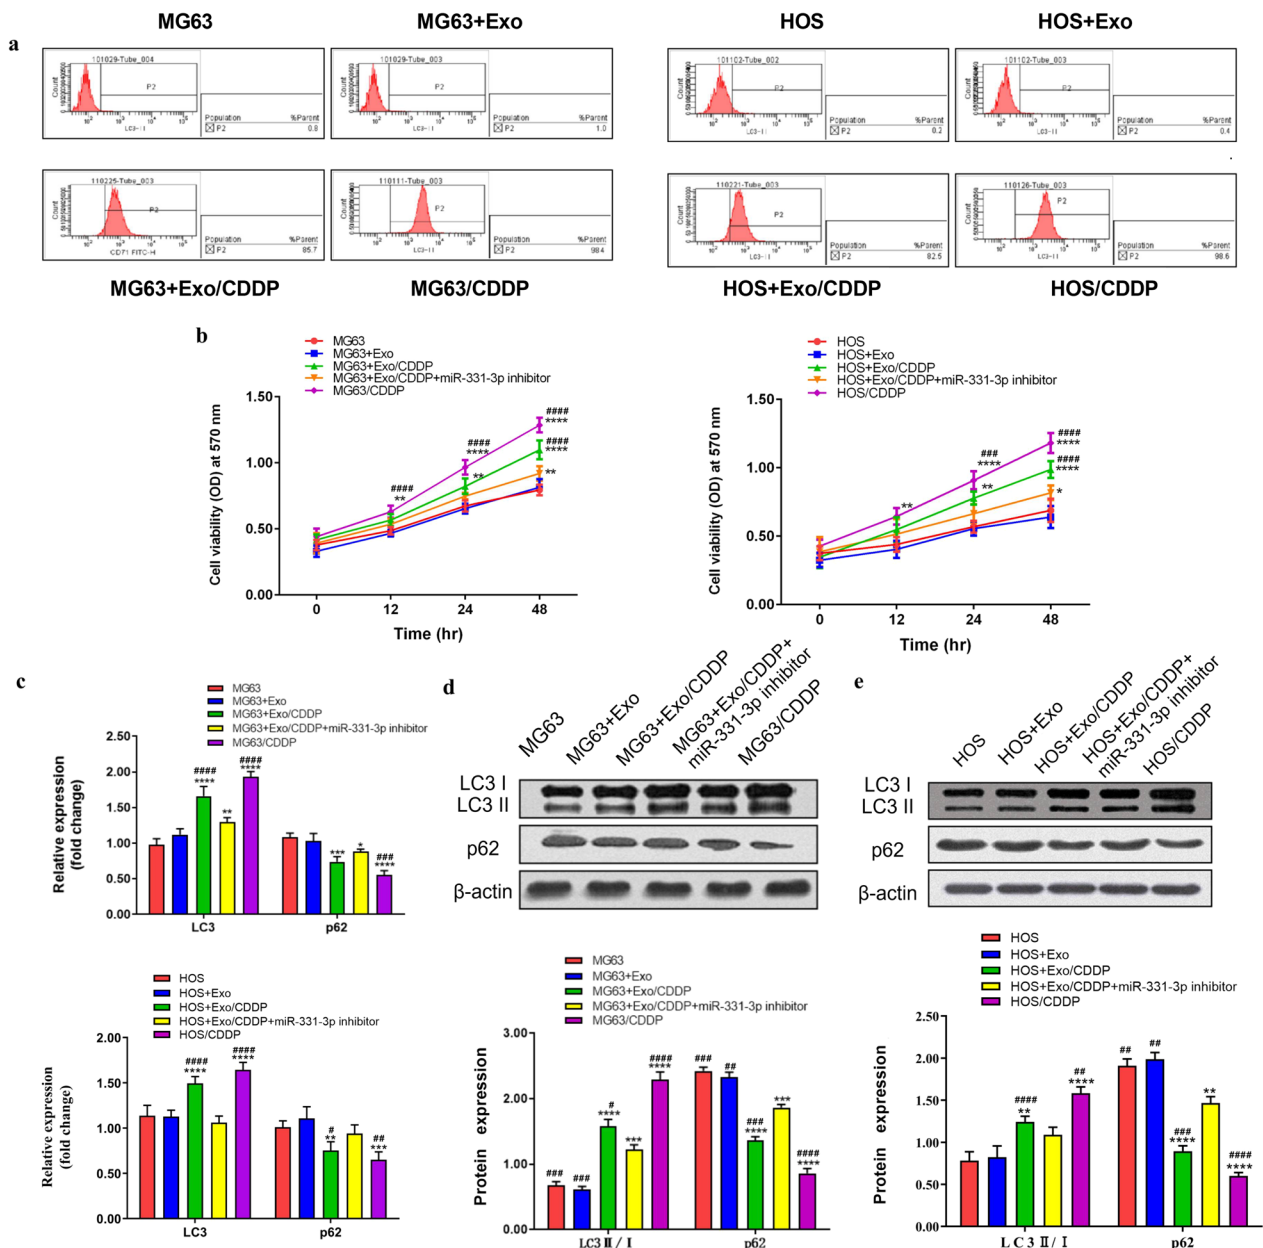 MG63
MG63+Exo
HOS
HOS+Exo
a
101029-Tube_004
Count
P2
LC3-II
Population %Parent
P2 0.8
101029-Tube_003
Count
P2
LC3-II
Population %Parent
P2 1.0
101102-Tube_002
Count
P2
LC3-II
Population %Parent
P2 0.2
101102-Tube_003
Count
P2
LC3-II
Population %Parent
P2 0.4
110225-Tube_003
Count
P2
CD71 FITC-H
Population %Parent
P2 85.7
110111-Tube_003
Count
P2
LC3-II
Population %Parent
P2 98.4
110221-Tube_003
Count
P2
LC3-II
Population %Parent
P2 82.5
110126-Tube_003
Count
P2
LC3-II
Population %Parent
P2 98.6
MG63+Exo/CDDP
MG63/CDDP
HOS+Exo/CDDP
HOS/CDDP
b
MG63
MG63+Exo
MG63+Exo/CDDP
MG63+Exo/CDDP+miR-331-3p inhibitor
MG63/CDDP
Cell viability (OD) at 570 nm
1.50
1.00
0.50
0.00
####
**
####
****
**
####
****
####
****
**
0 12 24 48
Time (hr)
HOS
HOS+Exo
HOS+Exo/CDDP
HOS+Exo/CDDP+miR-331-3p inhibitor
HOS/CDDP
Cell viability (OD) at 570 nm
1.50
1.00
0.50
0.00
**
###
****
**
####
****
####
****
*
0 12 24 48
Time (hr)
c
MG63
MG63+Exo
MG63+Exo/CDDP
MG63+Exo/CDDP+miR-331-3p inhibitor
MG63/CDDP
Relative expression
(fold change)
2.50
2.00
1.50
1.00
0.50
0.00
####
****
**
####
****
***
*
###
****
LC3 p62
HOS
HOS+Exo
HOS+Exo/CDDP
HOS+Exo/CDDP+miR-331-3p inhibitor
HOS/CDDP
Relative expression
(fold change)
2.00
1.50
1.00
0.50
0.00
####
****
####
****
#
**
##
***
LC3 p62
d
MG63
MG63+Exo
MG63+Exo/CDDP
MG63+Exo/CDDP+
miR-331-3p inhibitor
MG63/CDDP
LC3 I
LC3 II
p62
β-actin
MG63
MG63+Exo
MG63+Exo/CDDP
MG63+Exo/CDDP+miR-331-3p inhibitor
MG63/CDDP
Protein expression
3.00
2.00
1.00
0.00
###
###
#
****
***
####
****
###
##
###
****
***
####
****
LC3Ⅱ/Ⅰ p62
e
HOS
HOS+Exo
HOS+Exo/CDDP
HOS+Exo/CDDP+
miR-331-3p inhibitor
HOS/CDDP
LC3 I
LC3 II
p62
β-actin
HOS
HOS+Exo
HOS+Exo/CDDP
HOS+Exo/CDDP+miR-331-3p inhibitor
HOS/CDDP
Protein expression
2.50
2.00
1.50
1.00
0.50
0.00
####
**
##
****
##
##
###
****
**
####
****
LC3Ⅱ/Ⅰ p62